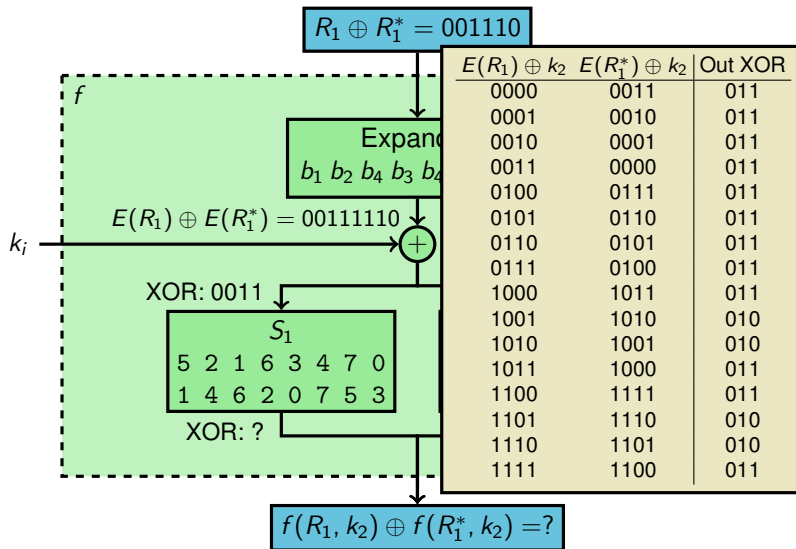 R₁ ⊕ R₁* = 001110
f
Expand
b₁ b₂ b₄ b₃ b₄
E(R₁) ⊕ E(R₁*) = 00111110
kᵢ
+
XOR: 0011
S₁
5 2 1 6 3 4 7 0
1 4 6 2 0 7 5 3
XOR: ?
f(R₁, k₂) ⊕ f(R₁*, k₂) =?
E(R₁) ⊕ k₂ E(R₁*) ⊕ k₂ Out XOR
0000 0011 011
0001 0010 011
0010 0001 011
0011 0000 011
0100 0111 011
0101 0110 011
0110 0101 011
0111 0100 011
1000 1011 011
1001 1010 010
1010 1001 010
1011 1000 011
1100 1111 011
1101 1110 010
1110 1101 010
1111 1100 011